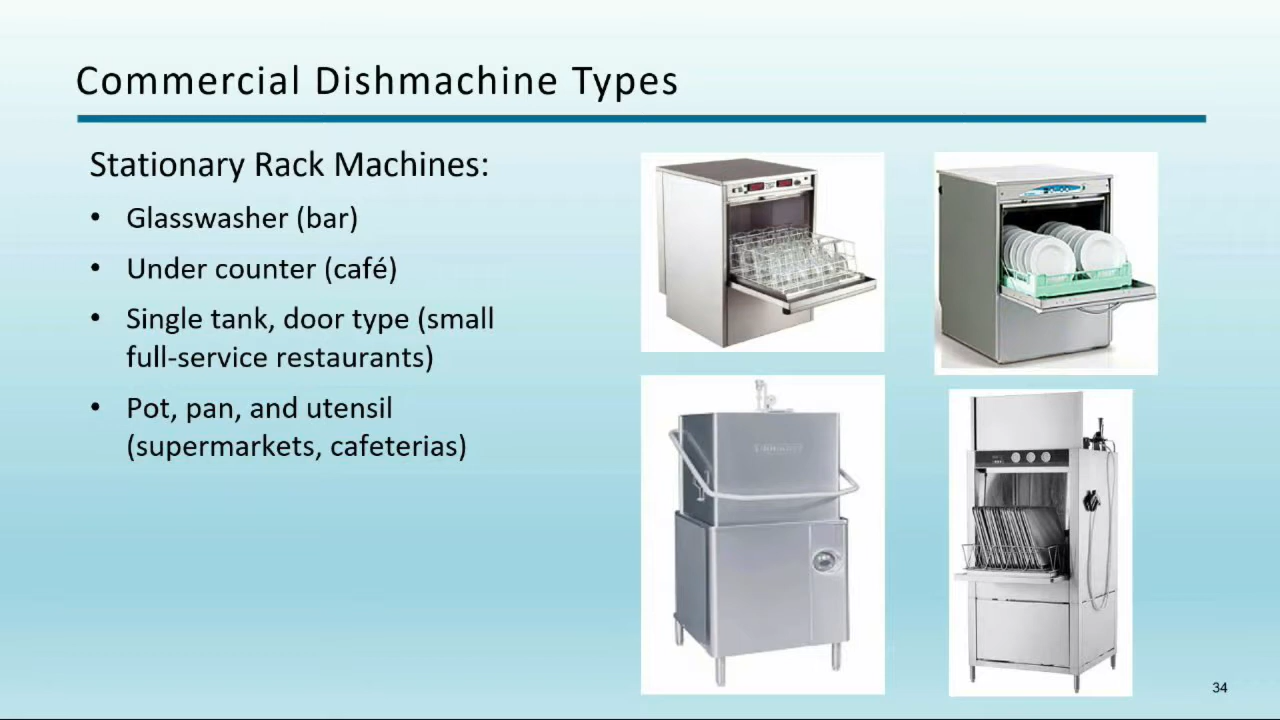 Commercial Dishmachine Types
Stationary Rack Machines:
• Glasswasher (bar)
• Under counter (café)
• Single tank, door type (small
full-service restaurants)
• Pot, pan, and utensil
(supermarkets, cafeterias)
34